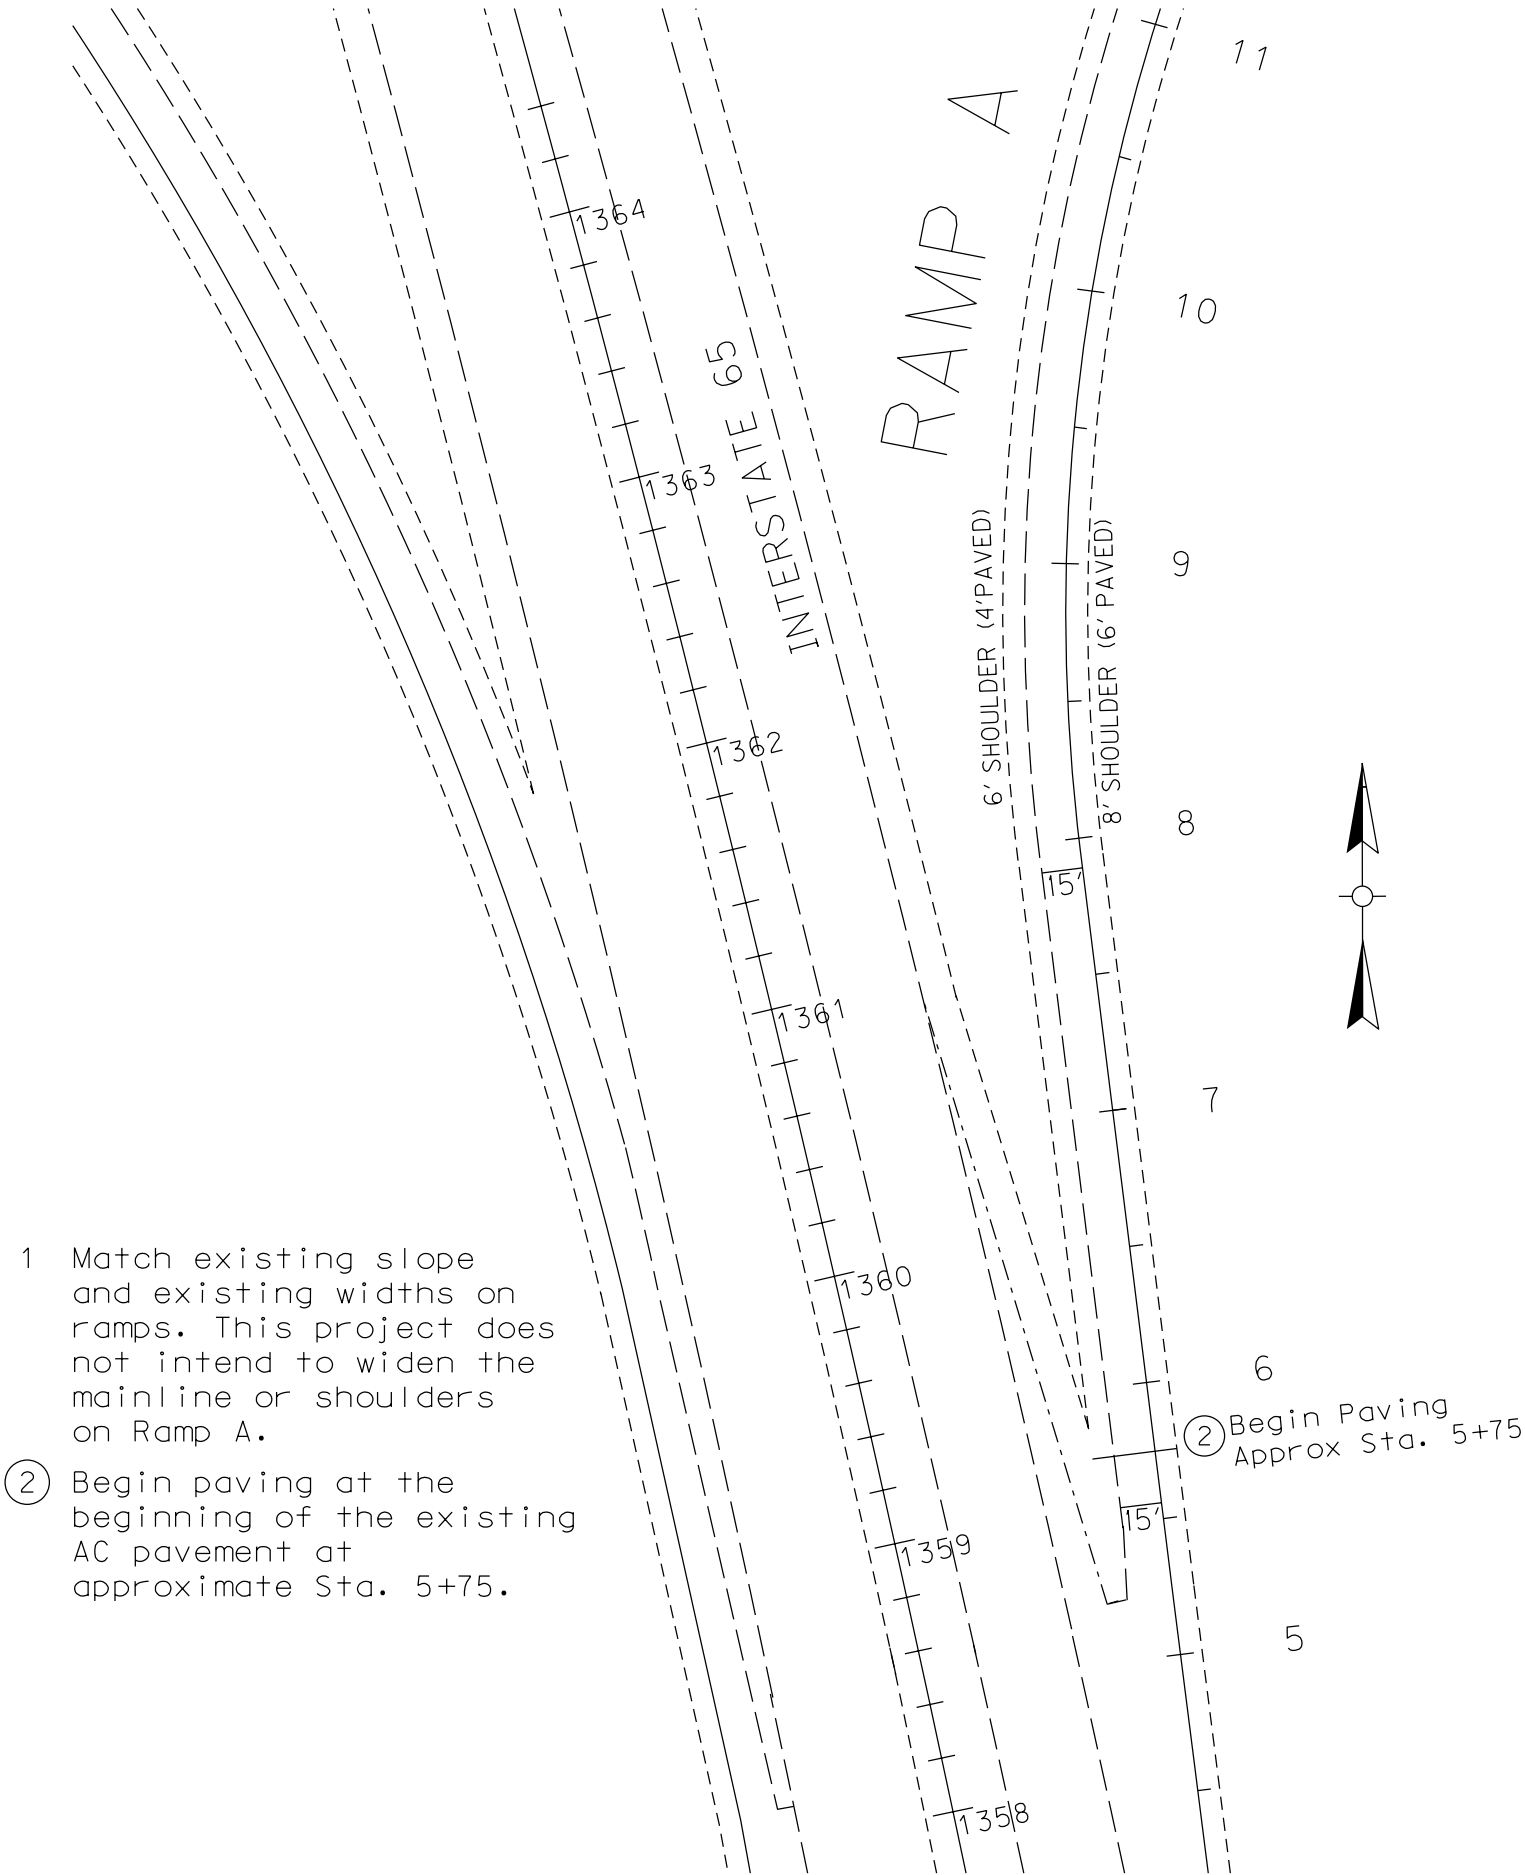 11
RAMP A
1364
10
INTERSTATE 65
1363
6' SHOULDER (4'PAVED)
8' SHOULDER (6' PAVED)
9
1362
8
15'
1361
7
1 Match existing slope
and existing widths on
ramps. This project does
not intend to widen the
mainline or shoulders
on Ramp A.
2 Begin paving at the
beginning of the existing
AC pavement at
approximate Sta. 5+75.
1360
6
2 Begin Paving
Approx Sta. 5+75
15'
1359
5
1358